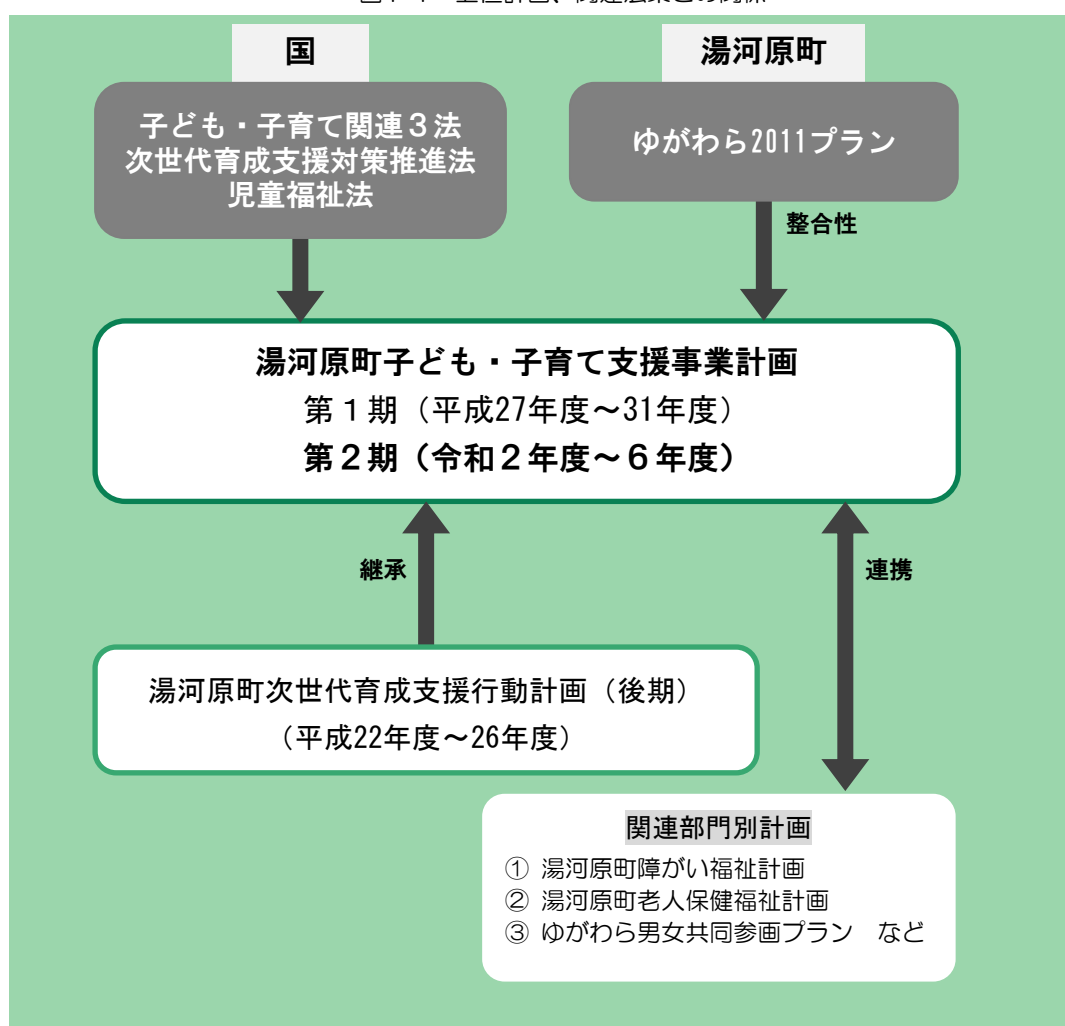 国
湯河原町
子ども・子育て関連３法
次世代育成支援対策推進法
児童福祉法
ゆがわら2011プラン
整合性
湯河原町子ども・子育て支援事業計画
第１期（平成27年度～31年度）
第２期（令和２年度～６年度）
継承
連携
湯河原町次世代育成支援行動計画（後期）
（平成22年度～26年度）
関連部門別計画
① 湯河原町障がい福祉計画
② 湯河原町老人保健福祉計画
③ ゆがわら男女共同参画プラン　など